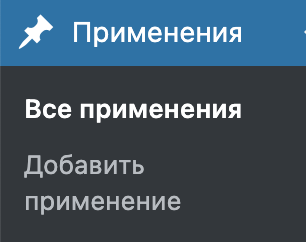 Применения
Все применения
Добавить
применение